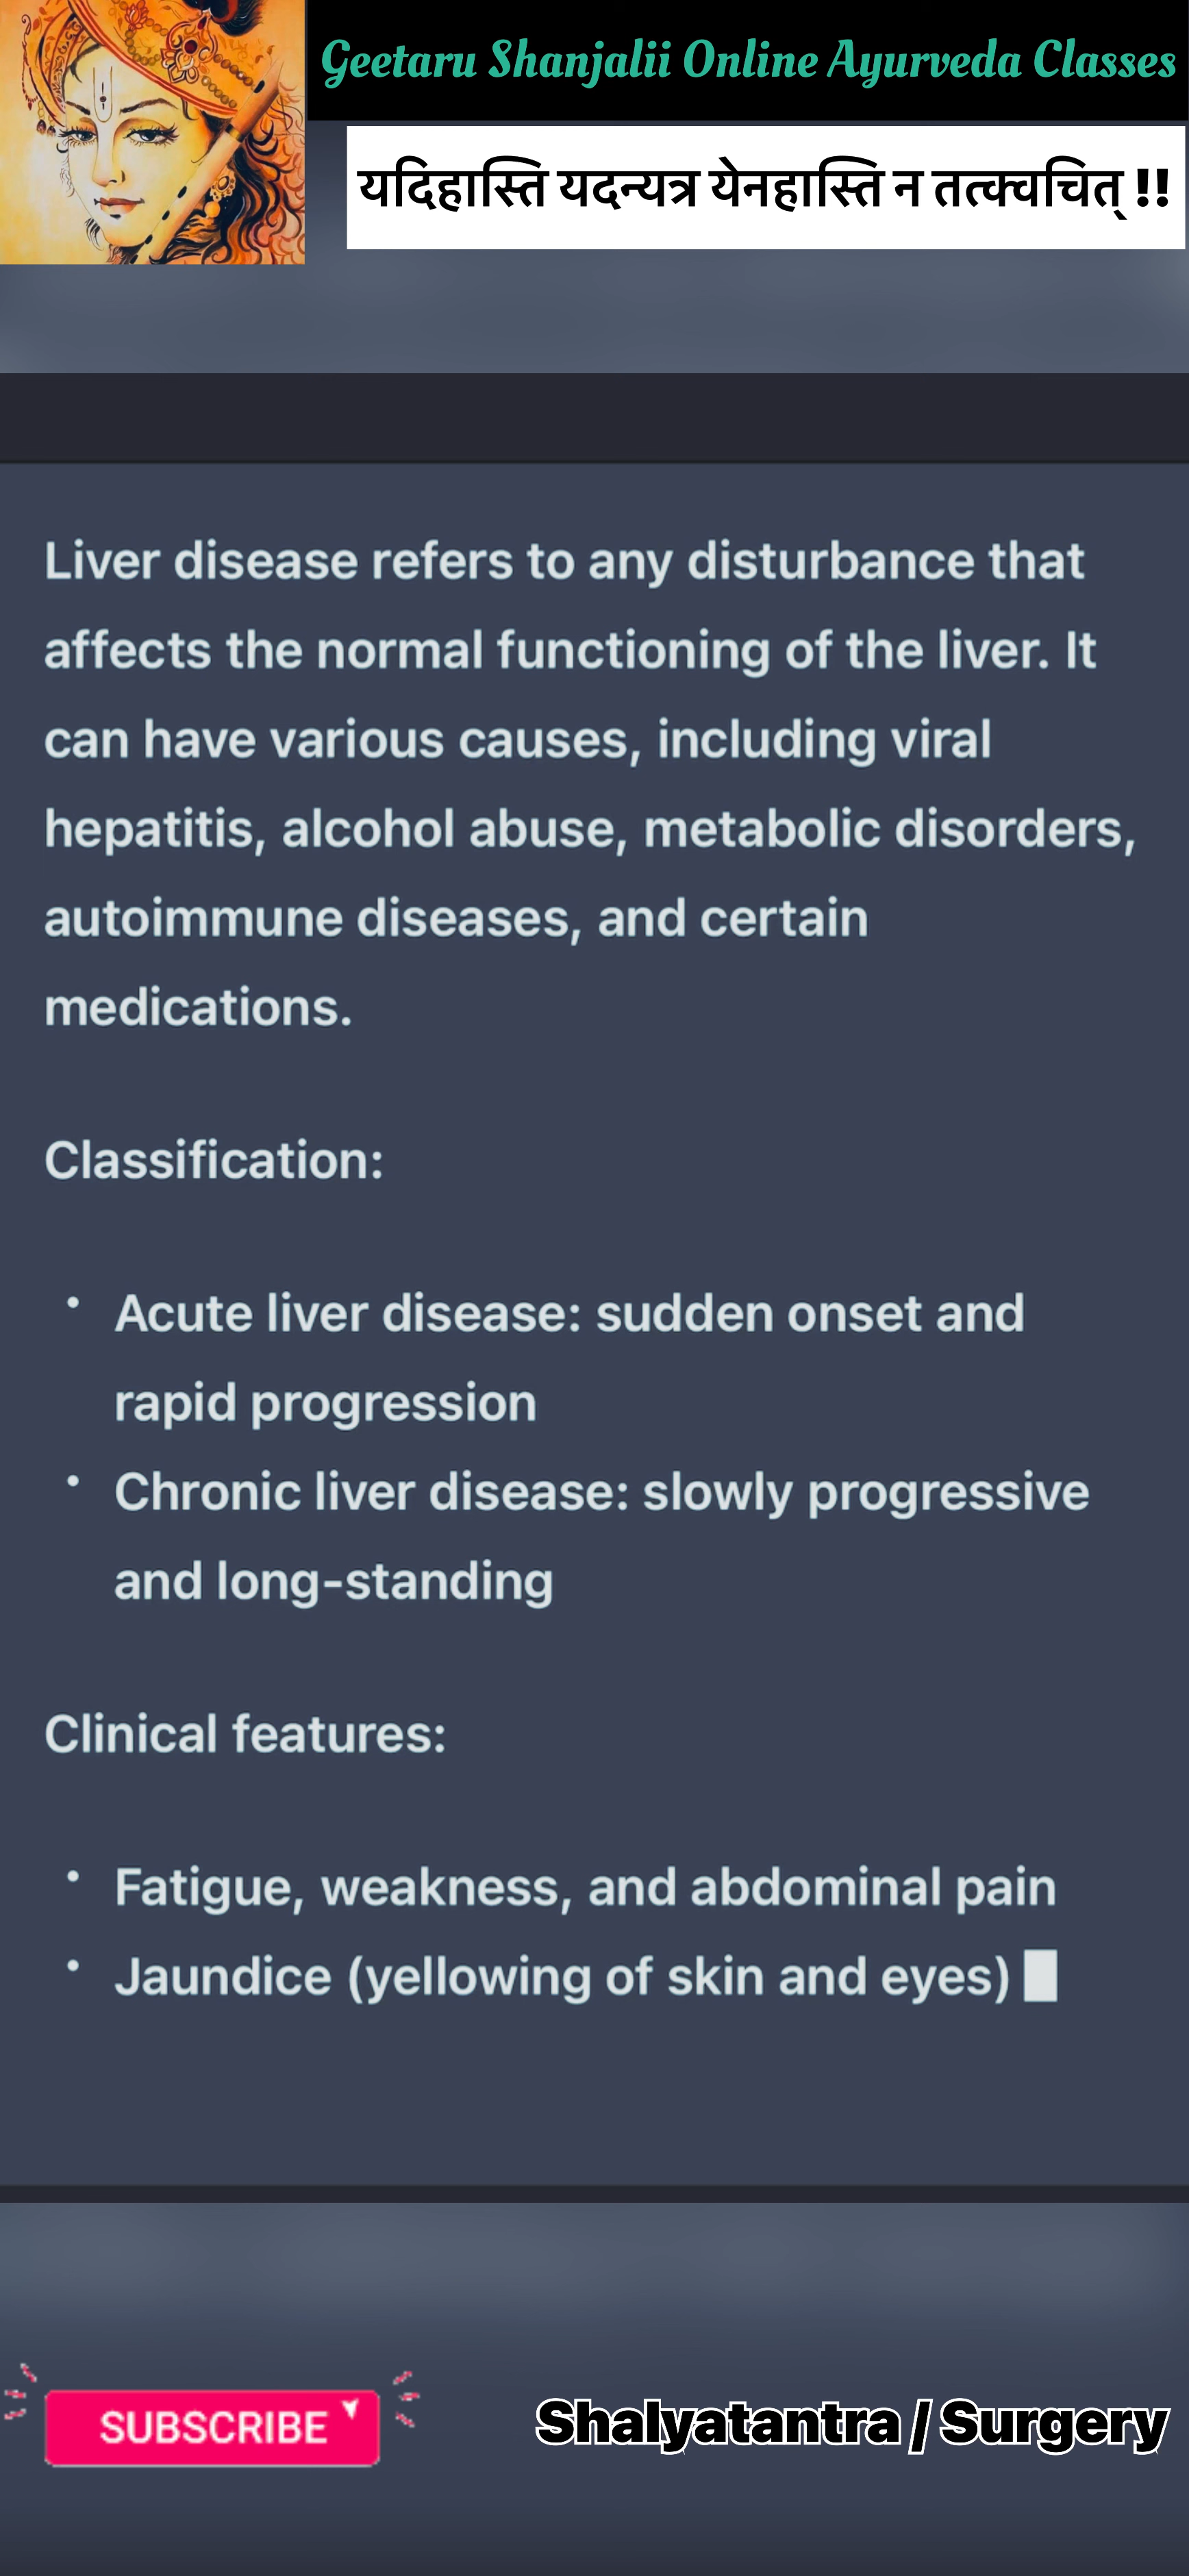 Geetaru Shanjalii Online Ayurveda Classes
यदिहास्ति यदन्यत्र येनहास्ति न तत्क्वचित् !!
Liver disease refers to any disturbance that
affects the normal functioning of the liver. It
can have various causes, including viral
hepatitis, alcohol abuse, metabolic disorders,
autoimmune diseases, and certain
medications.
Classification:
• Acute liver disease: sudden onset and
rapid progression
• Chronic liver disease: slowly progressive
and long-standing
Clinical features:
• Fatigue, weakness, and abdominal pain
• Jaundice (yellowing of skin and eyes)
SUBSCRIBE
Shalyatantra / Surgery